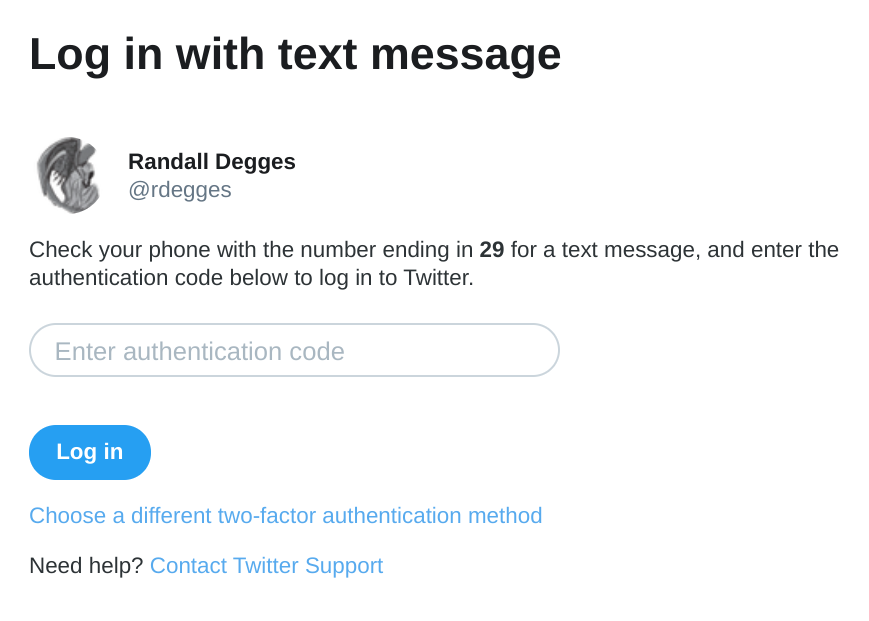 Log in with text message
Randall Degges
@rdegges
Check your phone with the number ending in 29 for a text message, and enter the
authentication code below to log in to Twitter.
Enter authentication code
Log in
Choose a different two-factor authentication method
Need help? Contact Twitter Support